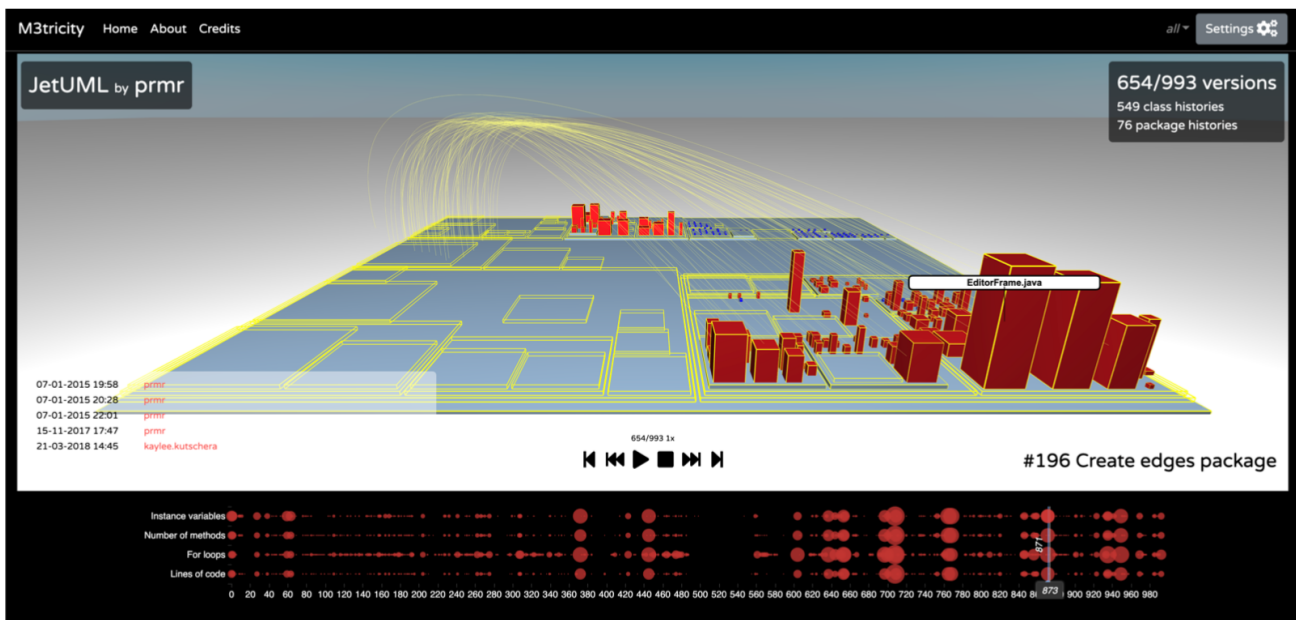 M3tricity Home About Credits all Settings
JetUML by prmr
654/993 versions
549 class histories
76 package histories
EditorFrame.java
07-01-2015 19:58 prmr
07-01-2015 20:28 prmr
07-01-2015 22:01 prmr
15-11-2017 17:47 prmr
21-03-2018 14:45 kaylee.kutschera
654/993 1x
#196 Create edges package
Instance variables
Number of methods
For loops
Lines of code
871
0 20 40 60 80 100 120 140 160 180 200 220 240 260 280 300 320 340 360 380 400 420 440 460 480 500 520 540 560 580 600 620 640 660 680 700 720 740 760 780 800 820 840 873 900 920 940 960 980